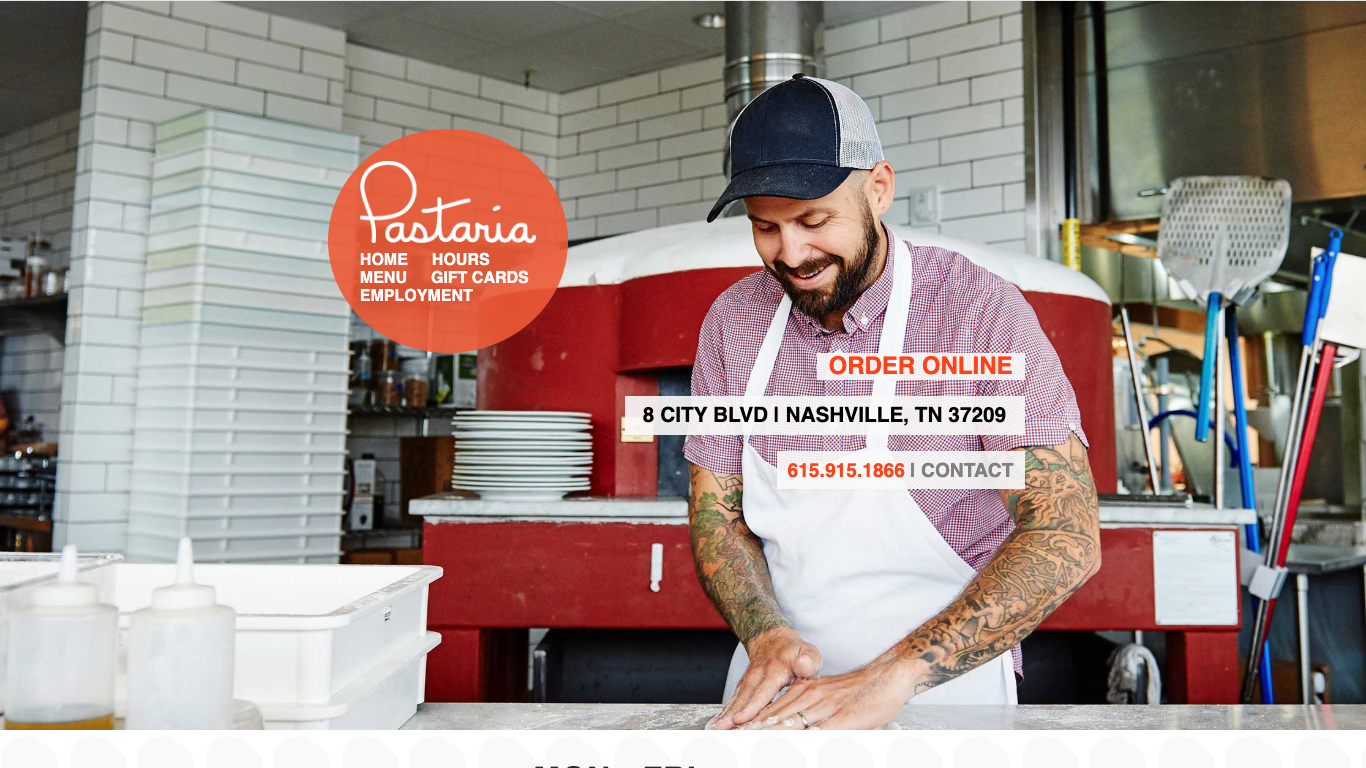 Pastaria
HOME HOURS
MENU GIFT CARDS
EMPLOYMENT
ORDER ONLINE
8 CITY BLVD | NASHVILLE, TN 37209
615.915.1866 | CONTACT